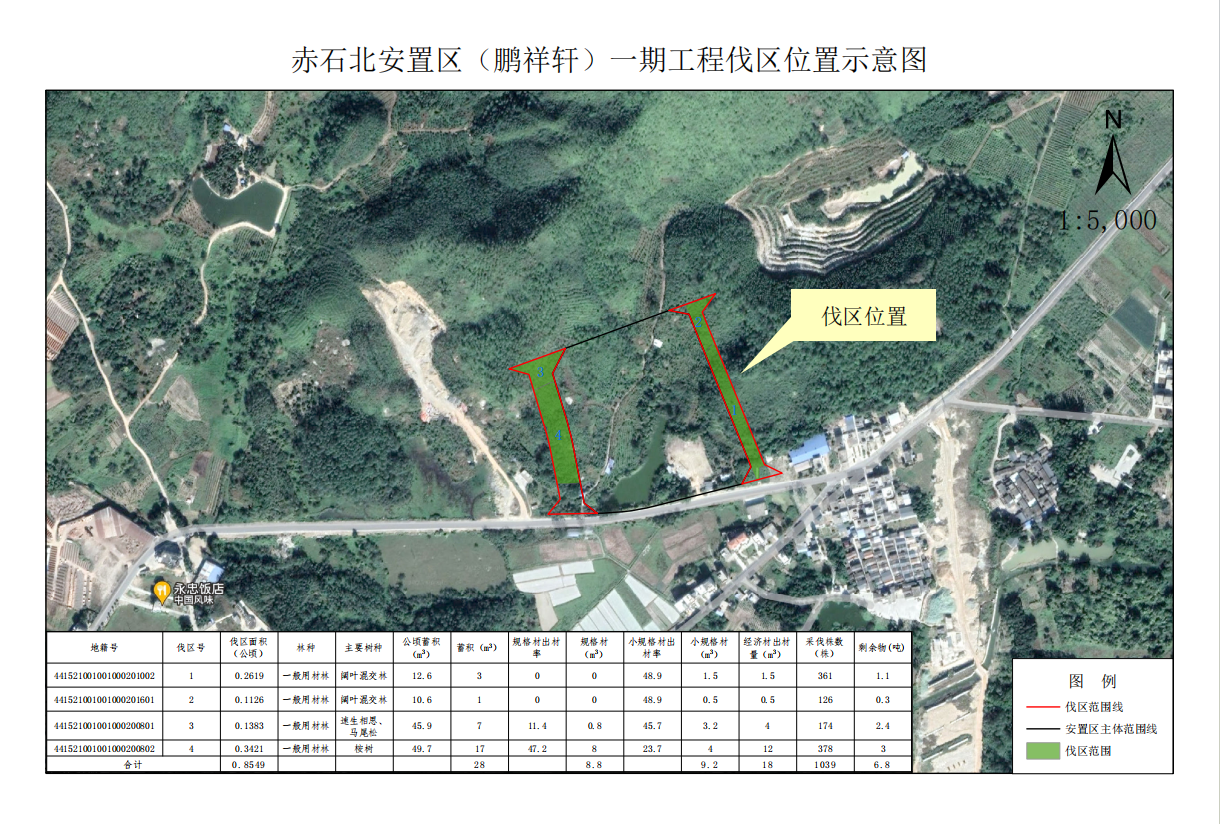 赤石北安置区（鹏祥轩）一期工程伐区位置示意图
N
1:5,000
伐区位置
3
4
1
永忠饭店
中国风味
地籍号 伐区号 伐区面积（公顷） 林种 主要树种 公顷蓄积（m³） 蓄积（m³） 规格材出材率 规格材（m³） 小规格材出材率 小规格材（m³） 经济材出材量（m³） 采伐株数（株） 剩余物(吨)
441521001001000201002 1 0.2619 一般用材林 阔叶混交林 12.6 3 0 0 48.9 1.5 1.5 361 1.1
441521001001000201601 2 0.1126 一般用材林 阔叶混交林 10.6 1 0 0 48.9 0.5 0.5 126 0.3
441521001001000200801 3 0.1383 一般用材林 速生相思、马尾松 45.9 7 11.4 0.8 45.7 3.2 4 174 2.4
441521001001000200802 4 0.3421 一般用材林 桉树 49.7 17 47.2 8 23.7 4 12 378 3
合计 0.8549 28 8.8 9.2 18 1039 6.8
图 例
伐区范围线
安置区主体范围线
伐区范围